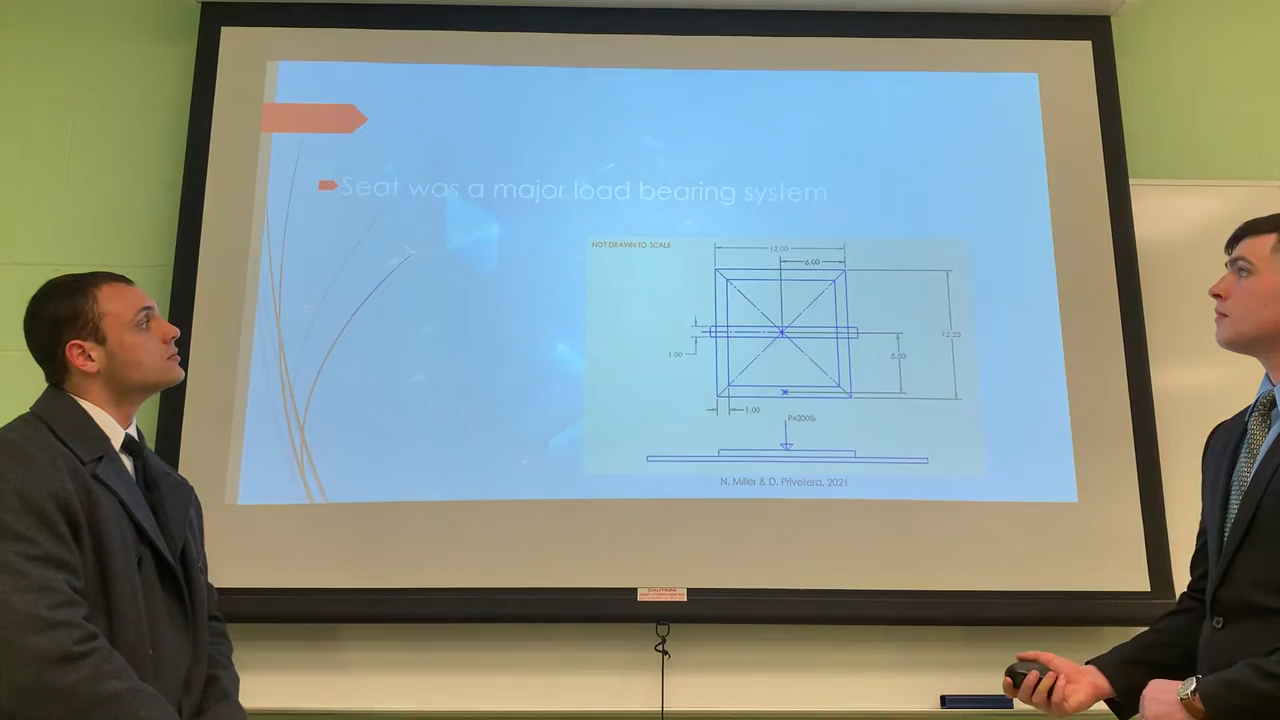 Seat was a major load bearing system
NOT DRAWN TO SCALE
12.00
6.00
12.25
5.50
1.00
1.00
P=200lb
N. Miller & D. Privetera, 2021
CAUTION